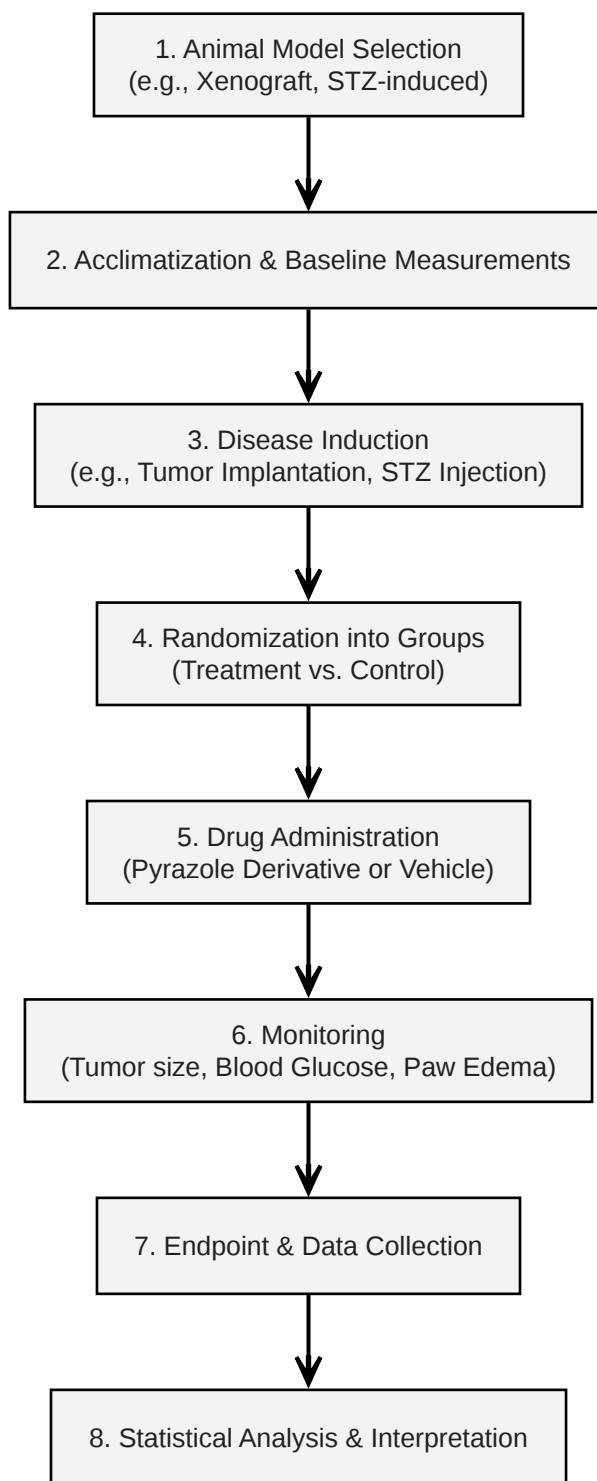 1. Animal Model Selection
(e.g., Xenograft, STZ-induced)
2. Acclimatization & Baseline Measurements
3. Disease Induction
(e.g., Tumor Implantation, STZ Injection)
4. Randomization into Groups
(Treatment vs. Control)
5. Drug Administration
(Pyrazole Derivative or Vehicle)
6. Monitoring
(Tumor size, Blood Glucose, Paw Edema)
7. Endpoint & Data Collection
8. Statistical Analysis & Interpretation